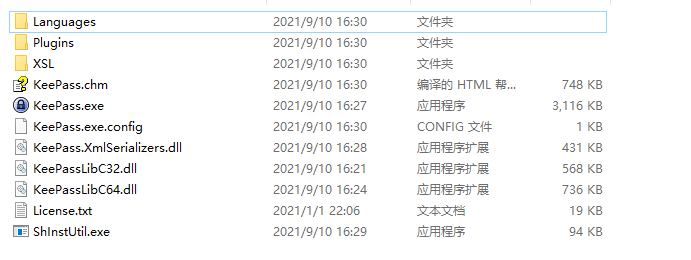 Languages 2021/9/10 16:30 文件夹
Plugins 2021/9/10 16:30 文件夹
XSL 2021/9/10 16:30 文件夹
KeePass.chm 2021/9/10 16:30 编译的 HTML 帮... 748 KB
KeePass.exe 2021/9/10 16:27 应用程序 3,116 KB
KeePass.exe.config 2021/9/10 16:30 CONFIG 文件 1 KB
KeePass.XmlSerializers.dll 2021/9/10 16:28 应用程序扩展 431 KB
KeePassLibC32.dll 2021/9/10 16:21 应用程序扩展 568 KB
KeePassLibC64.dll 2021/9/10 16:24 应用程序扩展 736 KB
License.txt 2021/1/1 22:06 文本文档 19 KB
ShInstUtil.exe 2021/9/10 16:29 应用程序 94 KB